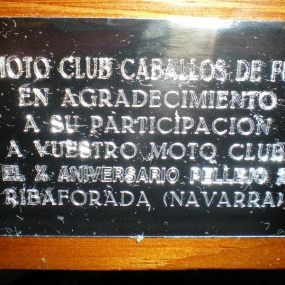 MOTO CLUB CABALLOS DE
EN AGRADECIMIENTO
A SU PARTICIPACION
A VUESTRO MOTO CLUB
EL X ANIVERSARIO PELLEJO
RIBAFORADA (NAVARRA)